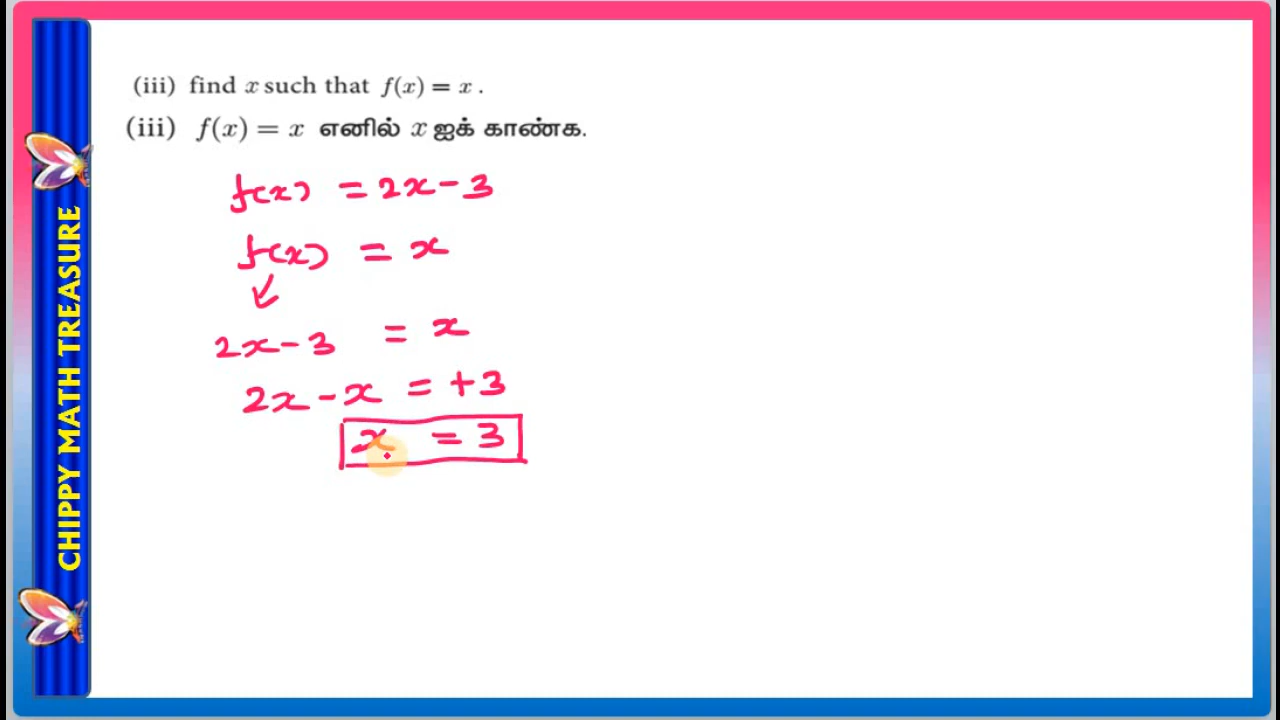 CHIPPY MATH TREASURE
(iii) find x such that f(x) = x .
(iii) f(x) = x எனில் x ஐக் காண்க.
f(x) = 2x - 3
f(x) = x
2x - 3 = x
2x - x = +3
x = 3